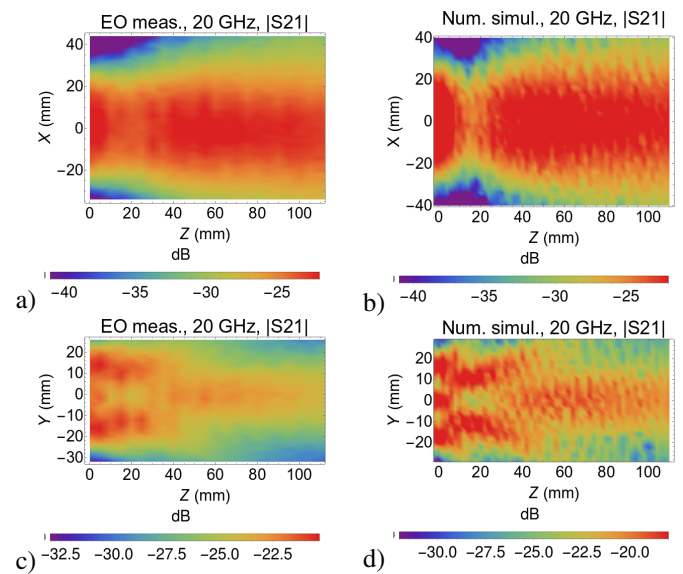 EO meas., 20 GHz, |S21|
40
20
0
−20
X (mm)
0 20 40 60 80 100
Z (mm)
dB
−40 −35 −30 −25
a)
Num. simul., 20 GHz, |S21|
40
20
0
−20
−40
X (mm)
0 20 40 60 80 100
Z (mm)
dB
−40 −35 −30 −25
b)
EO meas., 20 GHz, |S21|
20
10
0
−10
−20
−30
Y (mm)
0 20 40 60 80 100
Z (mm)
dB
−32.5 −30.0 −27.5 −25.0 −22.5
c)
Num. simul., 20 GHz, |S21|
20
10
0
−10
−20
Y (mm)
0 20 40 60 80 100
Z (mm)
dB
−30.0 −27.5 −25.0 −22.5 −20.0
d)